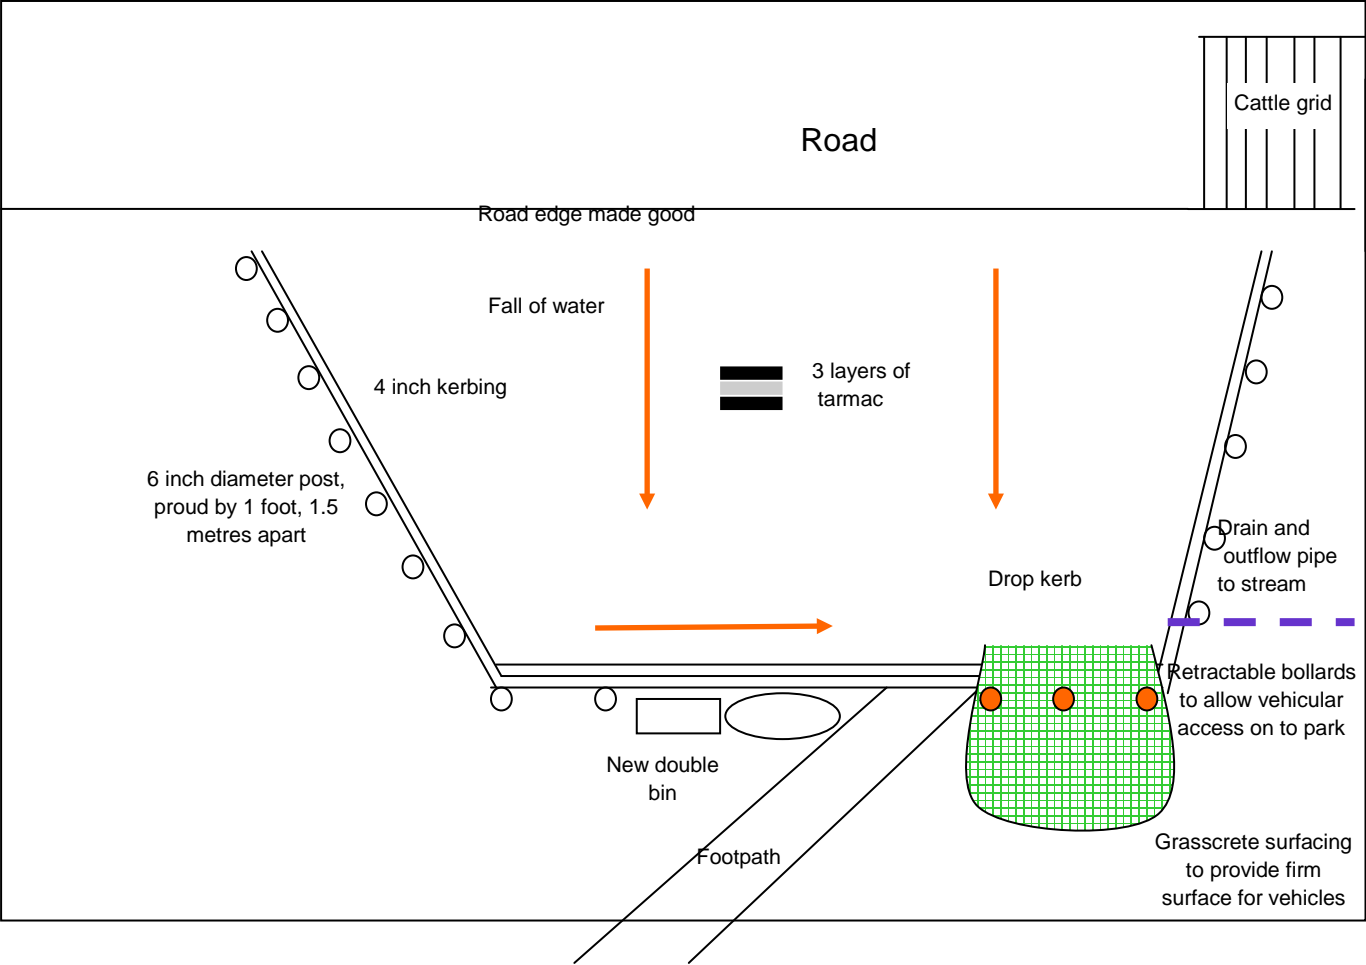 Cattle grid
Road
Road edge made good
Fall of water
4 inch kerbing
3 layers of
tarmac
6 inch diameter post,
proud by 1 foot, 1.5
metres apart
Drain and
outflow pipe
to stream
Drop kerb
Retractable bollards
to allow vehicular
access on to park
New double
bin
Footpath
Grasscrete surfacing
to provide firm
surface for vehicles